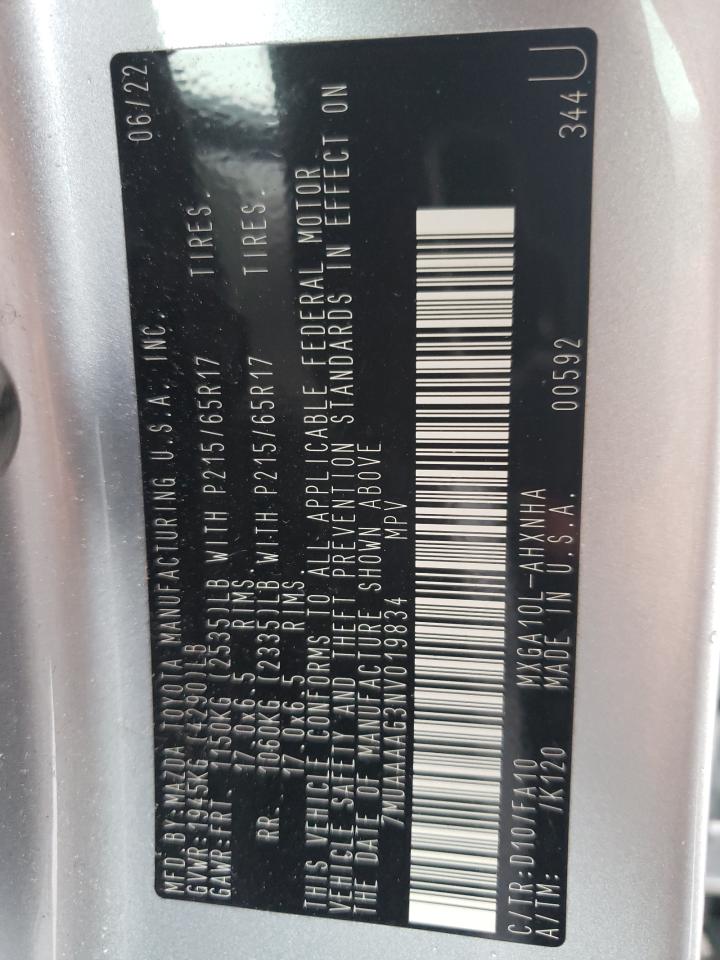 06/22
MFD.BY:MAZDA TOYOTA MANUFACTURING U.S.A.,INC.
GVWR:1945KG (4290)LB
GAWR:FRT. 1150KG (2535)LB WITH P215/65R17 TIRES.
17.0x6.5 RIMS.
RR. 1060KG (2335)LB WITH P215/65R17 TIRES.
17.0x6.5 RIMS.
THIS VEHICLE CONFORMS TO ALL APPLICABLE FEDERAL MOTOR
VEHICLE SAFETY AND THEFT PREVENTION STANDARDS IN EFFECT ON
THE DATE OF MANUFACTURE SHOWN ABOVE
7MUAAAAG3NV019834 MPV
C/TR:D10/FA10 MXGA10L-AHXNHA
A/TM: /K120 MADE IN U.S.A. 00592 344 U